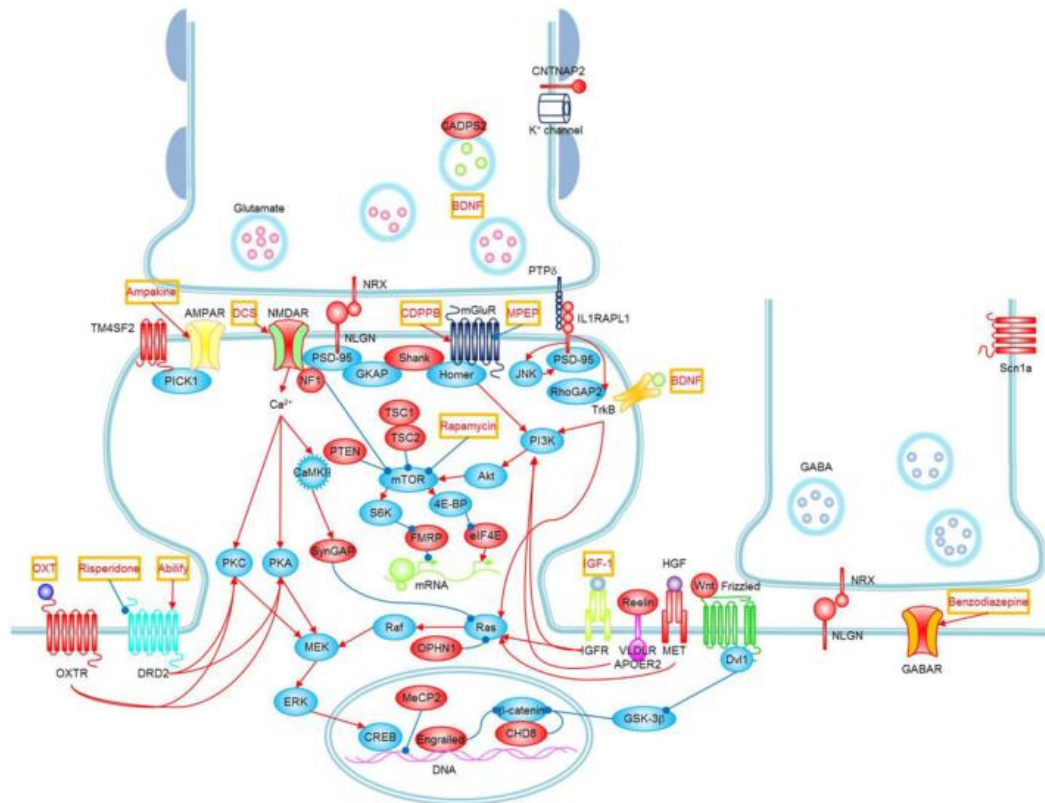 CNTNAP2
K⁺ channel
CADPS2
BDNF
Glutamate
NRX
PTPδ
Ampakine
AMPAR
DCS
NMDAR
CDPPB
mGluR
MPEP
IL1RAPL1
TM4SF2
NLGN
PSD-95
Shank
PSD-95
PICK1
NF1
GKAP
Homer
JNK
RhoGAP2
BDNF
TrkB
Scn1a
Ca²⁺
TSC1
TSC2
Rapamycin
PTEN
PI3K
CaMKII
mTOR
Akt
S6K
4E-BP
GABA
FMRP
eIF4E
SynGAP
mRNA
OXT
Risperidone
Abilify
PKC
PKA
IGF-1
HGF
Wnt
Frizzled
NRX
Reelin
Benzodiazepine
Raf
Ras
MEK
OPHN1
IGFR
VLDLR
MET
APOER2
NLGN
Dvl1
GABAR
OXTR
DRD2
ERK
MeCP2
CREB
β-catenin
GSK-3β
Engrailed
CHD8
DNA